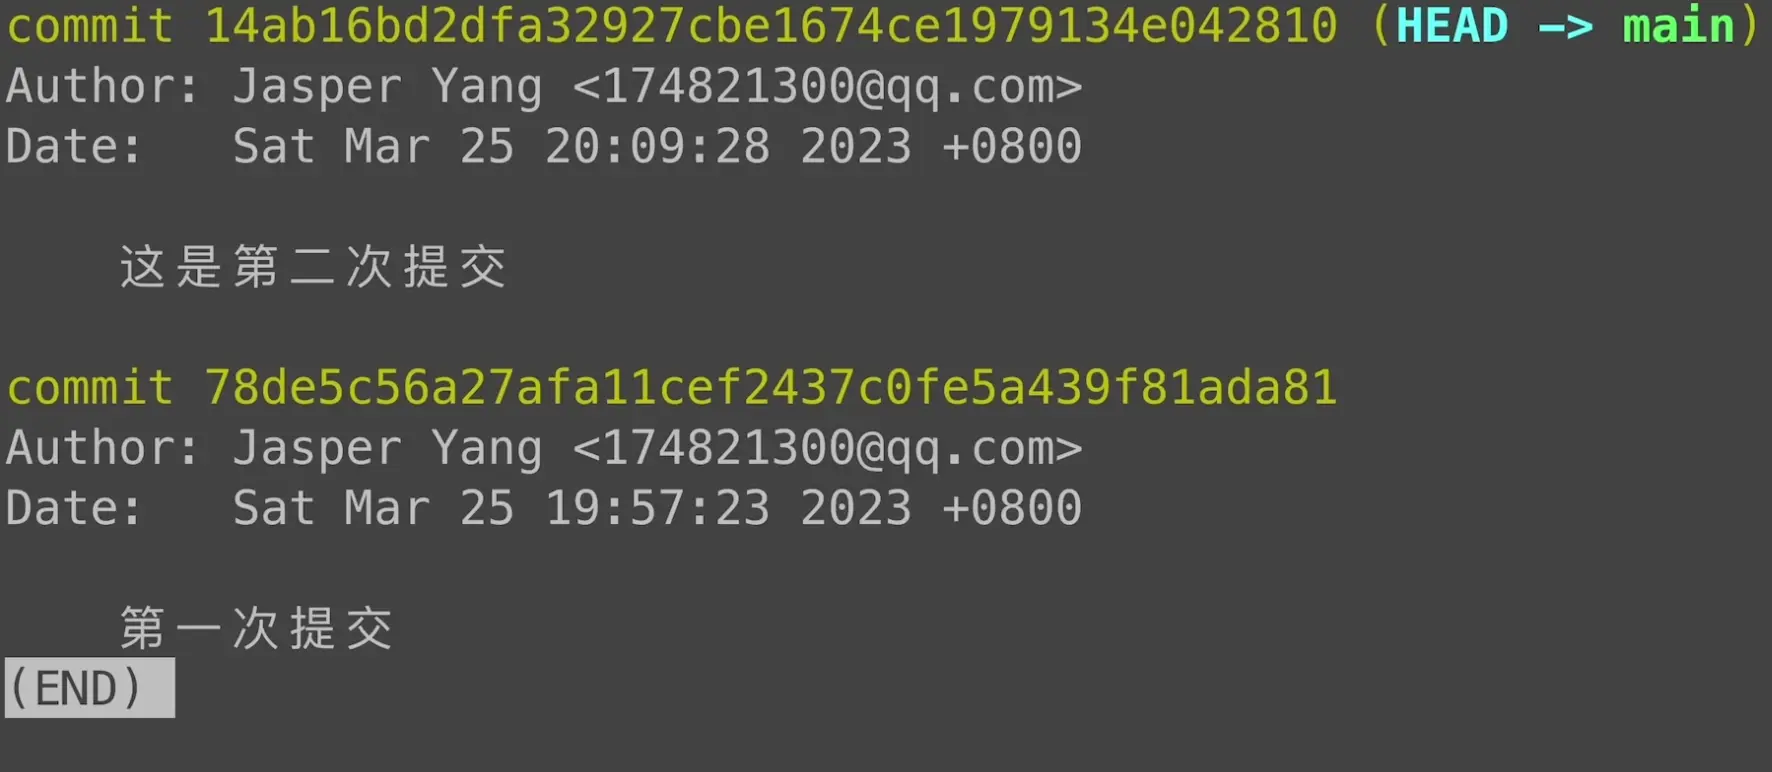 commit 14ab16bd2dfa32927cbe1674ce1979134e042810 (HEAD -> main)
Author: Jasper Yang <174821300@qq.com>
Date:   Sat Mar 25 20:09:28 2023 +0800
这是第二次提交
commit 78de5c56a27afa11cef2437c0fe5a439f81ada81
Author: Jasper Yang <174821300@qq.com>
Date:   Sat Mar 25 19:57:23 2023 +0800
第一次提交
(END)